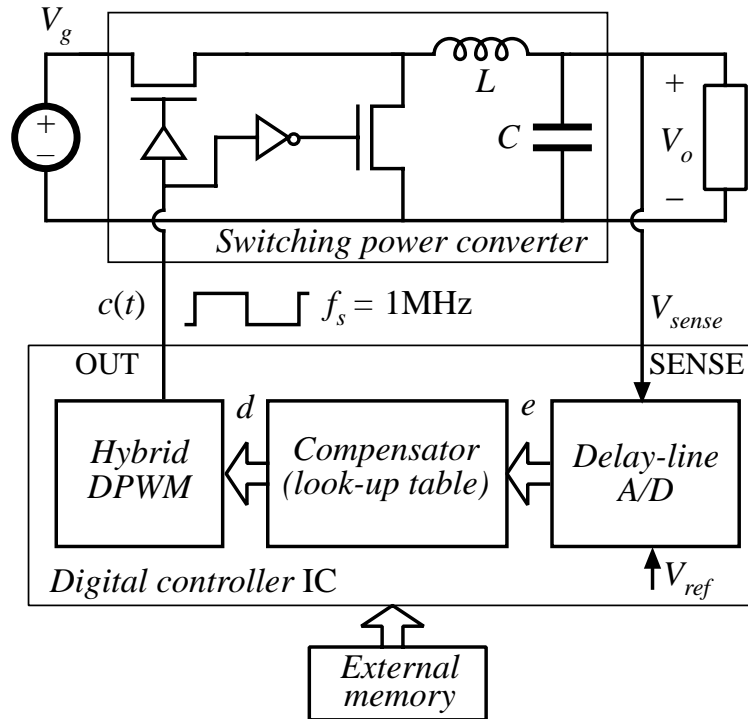 V_g
+
−
L
C
+
V_o
−
Switching power converter
c(t)
f_s = 1MHz
V_sense
OUT
SENSE
d
e
Hybrid
DPWM
Compensator
(look-up table)
Delay-line
A/D
V_ref
Digital controller IC
External
memory